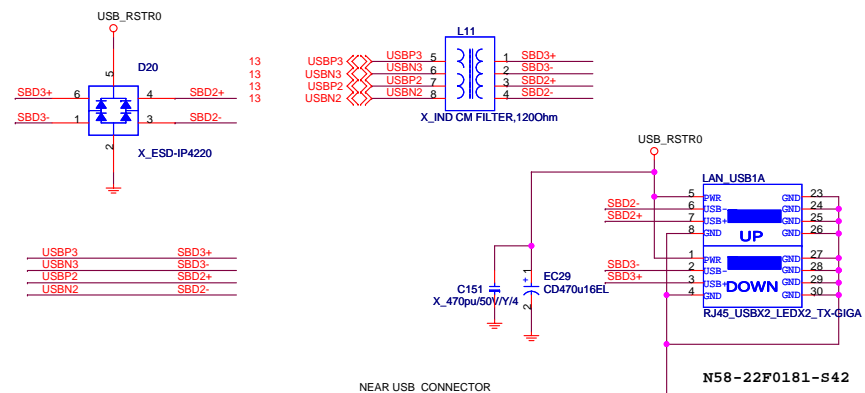 USB_RSTR0
D20
5
SBD3+ 6 4 SBD2+
SBD3- 1 3 SBD2-
2
X_ESD-IP4220
L11
13 USBP3 USBP3 5 1 SBD3+
13 USBN3 USBN3 6 2 SBD3-
13 USBP2 USBP2 7 3 SBD2+
13 USBN2 USBN2 8 4 SBD2-
X_IND CM FILTER,120Ohm
USB_RSTR0
LAN_USB1A
5 PWR GND 23
SBD2- 6 USB- GND 24
SBD2+ 7 USB+ GND 25
8 GND GND 26
UP
1 PWR GND 27
SBD3- 2 USB- GND 28
SBD3+ 3 USB+ GND 29
4 GND GND 30
DOWN
RJ45_USBX2_LEDX2_TX-GIGA
USBP3 SBD3+
USBN3 SBD3-
USBP2 SBD2+
USBN2 SBD2-
C151
X_470pu/50V/Y/4
+ 1
EC29
CD470u16EL
2
N58-22F0181-S42
NEAR USB CONNECTOR